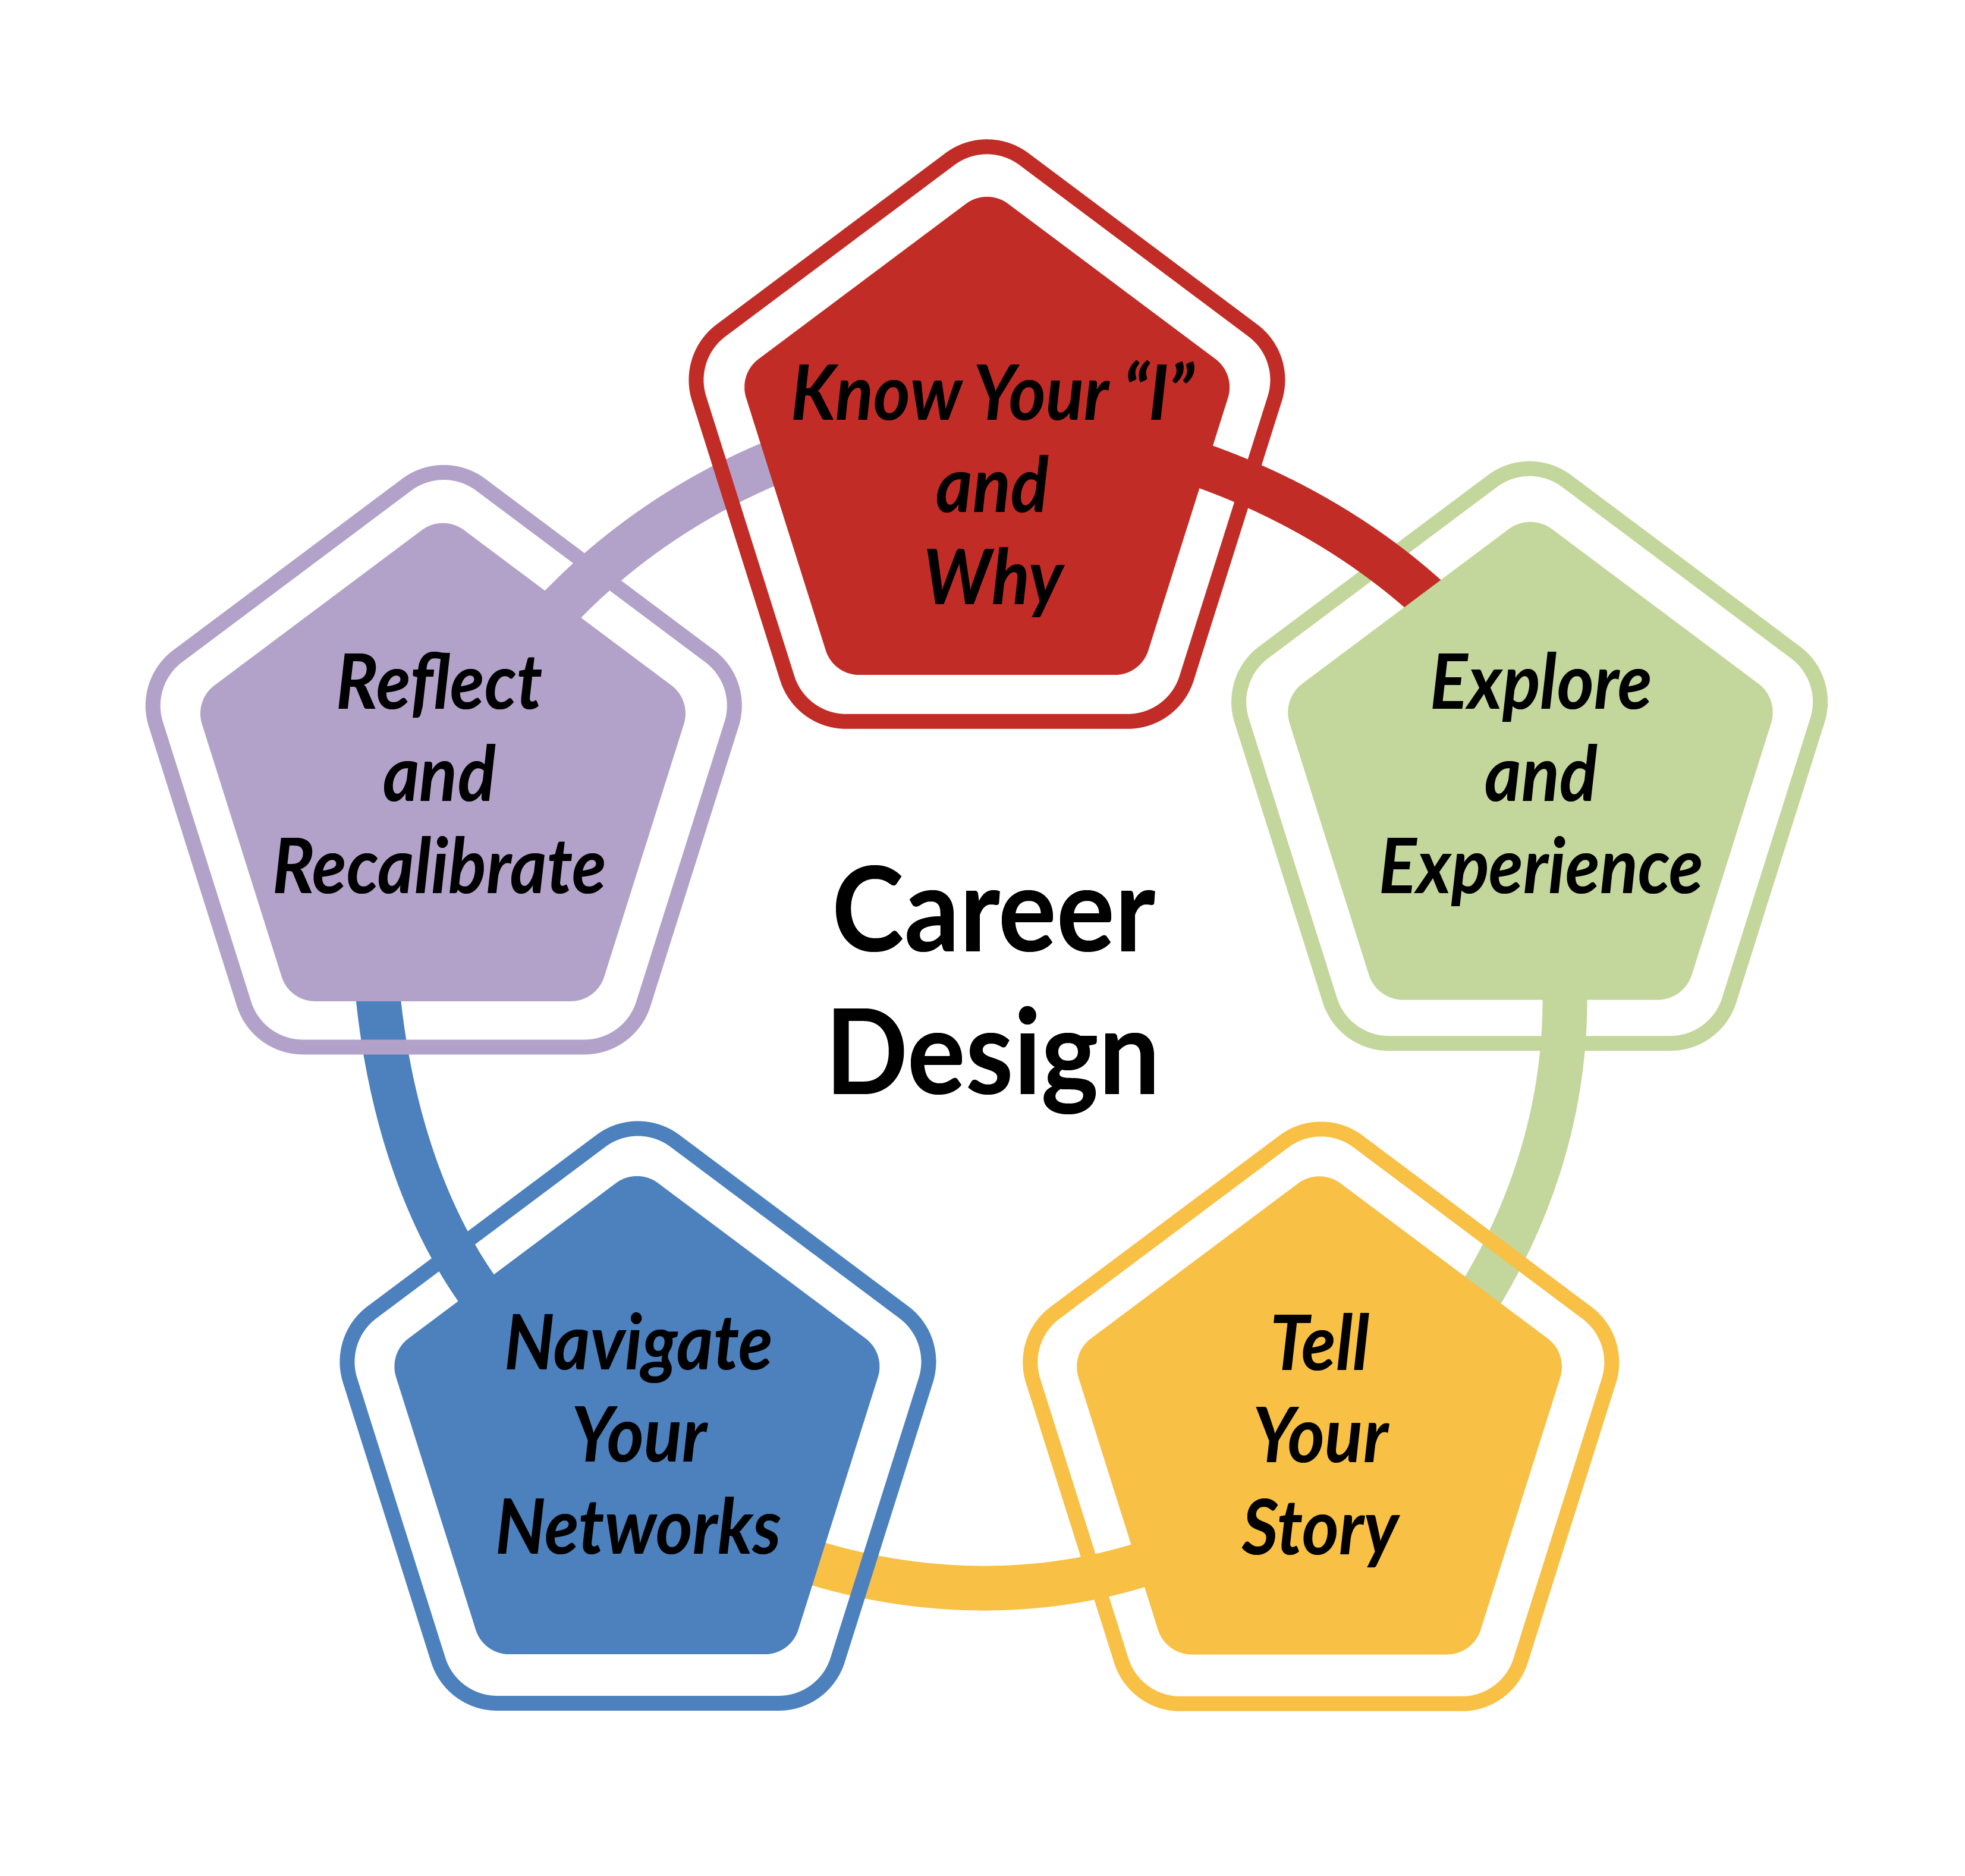 Know Your “I”
and
Why
Explore
and
Experience
Tell
Your
Story
Navigate
Your
Networks
Reflect
and
Recalibrate
Career
Design